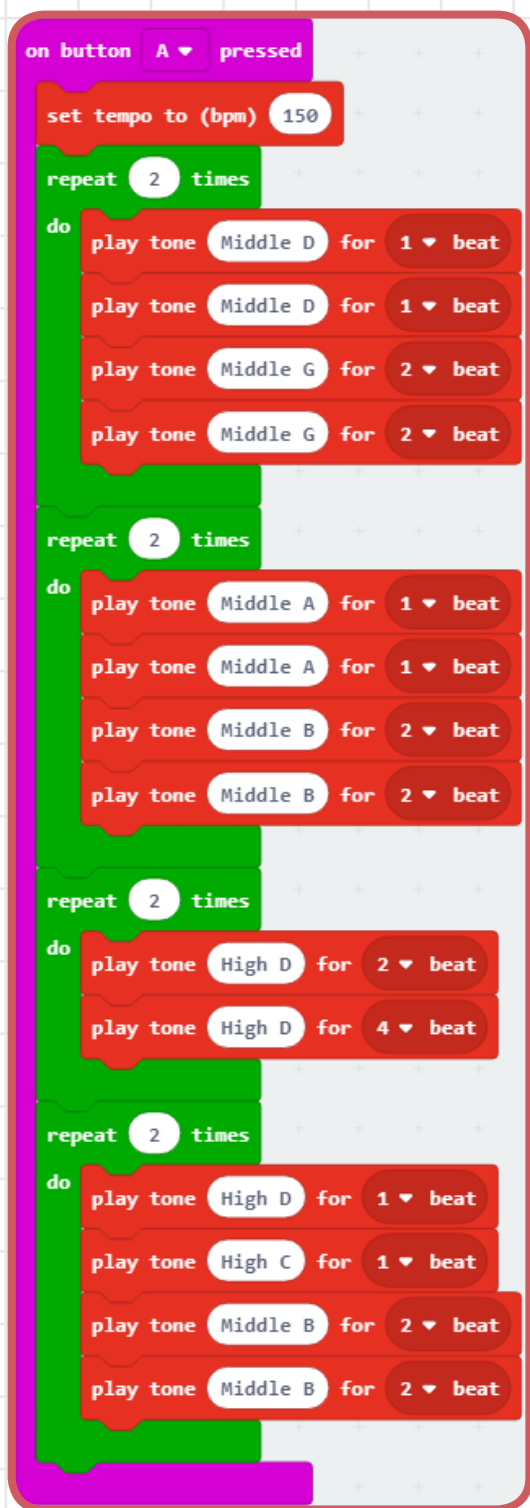 on button A pressed
set tempo to (bpm) 150
repeat 2 times
do
play tone Middle D for 1 beat
play tone Middle D for 1 beat
play tone Middle G for 2 beat
play tone Middle G for 2 beat
repeat 2 times
do
play tone Middle A for 1 beat
play tone Middle A for 1 beat
play tone Middle B for 2 beat
play tone Middle B for 2 beat
repeat 2 times
do
play tone High D for 2 beat
play tone High D for 4 beat
repeat 2 times
do
play tone High D for 1 beat
play tone High C for 1 beat
play tone Middle B for 2 beat
play tone Middle B for 2 beat